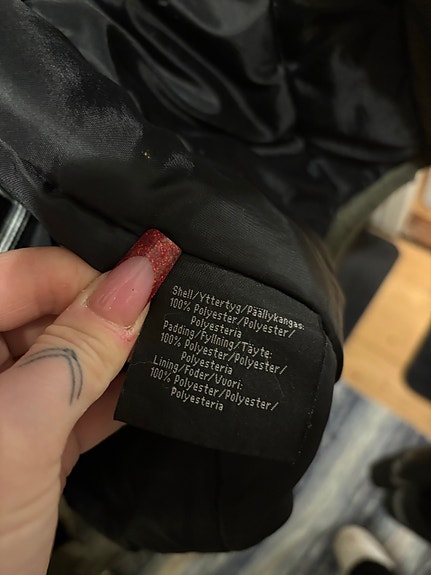 Shell/Yttertyg/Päällykangas:
100% Polyester/Polyester/
Polyesteria
Padding/Fyllning/Täyte:
100% Polyester/Polyester/
Polyesteria
Lining/Foder/Vuori:
100% Polyester/Polyester/
Polyesteria